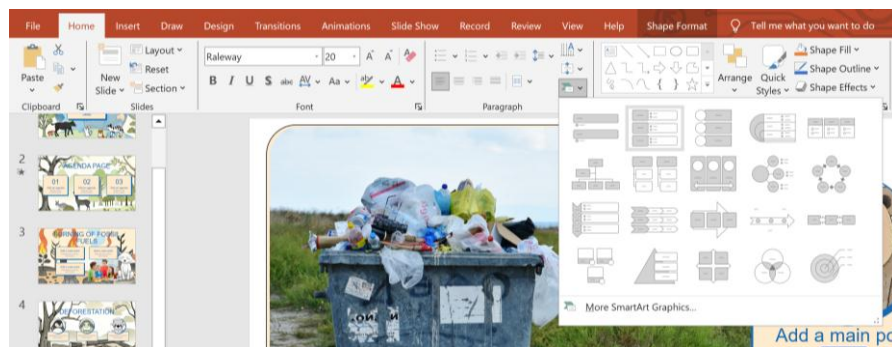 File Home Insert Draw Design Transitions Animations Slide Show Record Review View Help Shape Format Tell me what you want to do
Paste
Clipboard
New
Slide
Layout
Reset
Section
Slides
Raleway 20
B I U S abc AV Aa A
Font
Paragraph
Arrange
Quick
Styles
Shape Fill
Shape Outline
Shape Effects
2
AGENDA PAGE
01 02 03
3
BURNING OF FOSSIL
FUELS
4
DEFORESTATION
More SmartArt Graphics...
Add a main po